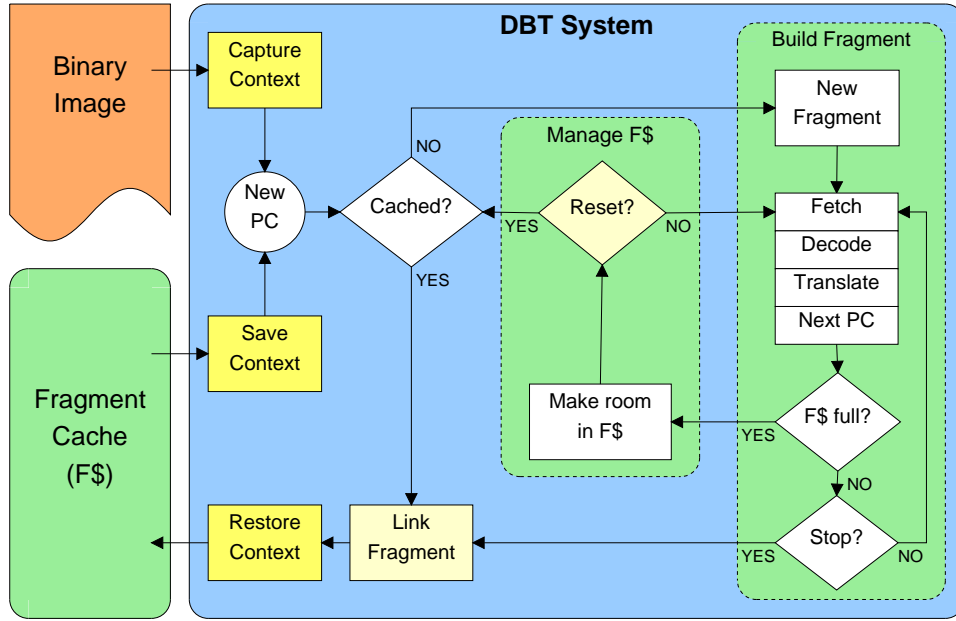 DBT System
Binary
Image
Capture
Context
New
PC
Save
Context
Fragment
Cache
(F$)
Restore
Context
Link
Fragment
Cached?
NO
YES
Manage F$
Reset?
YES
NO
Make room
in F$
Build Fragment
New
Fragment
Fetch
Decode
Translate
Next PC
F$ full?
YES
NO
Stop?
YES
NO